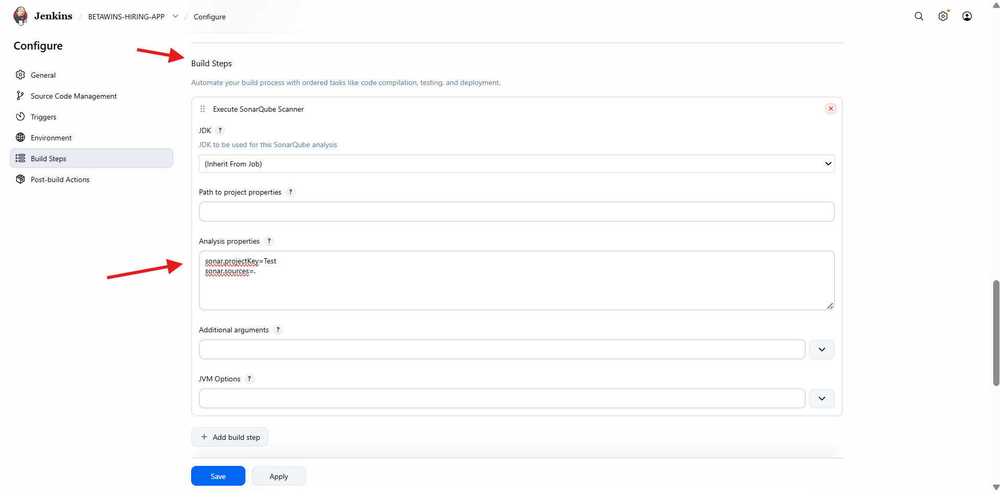 Jenkins / BETAWINS-HIRING-APP / Configure
Configure
General
Source Code Management
Triggers
Environment
Build Steps
Post-build Actions
Build Steps
Automate your build process with ordered tasks like code compilation, testing, and deployment.
Execute SonarQube Scanner
JDK ?
JDK to be used for this SonarQube analysis
(Inherit From Job)
Path to project properties ?
Analysis properties ?
sonar.projectKey=Test
sonar.sources=.
Additional arguments ?
JVM Options ?
+ Add build step
Save Apply